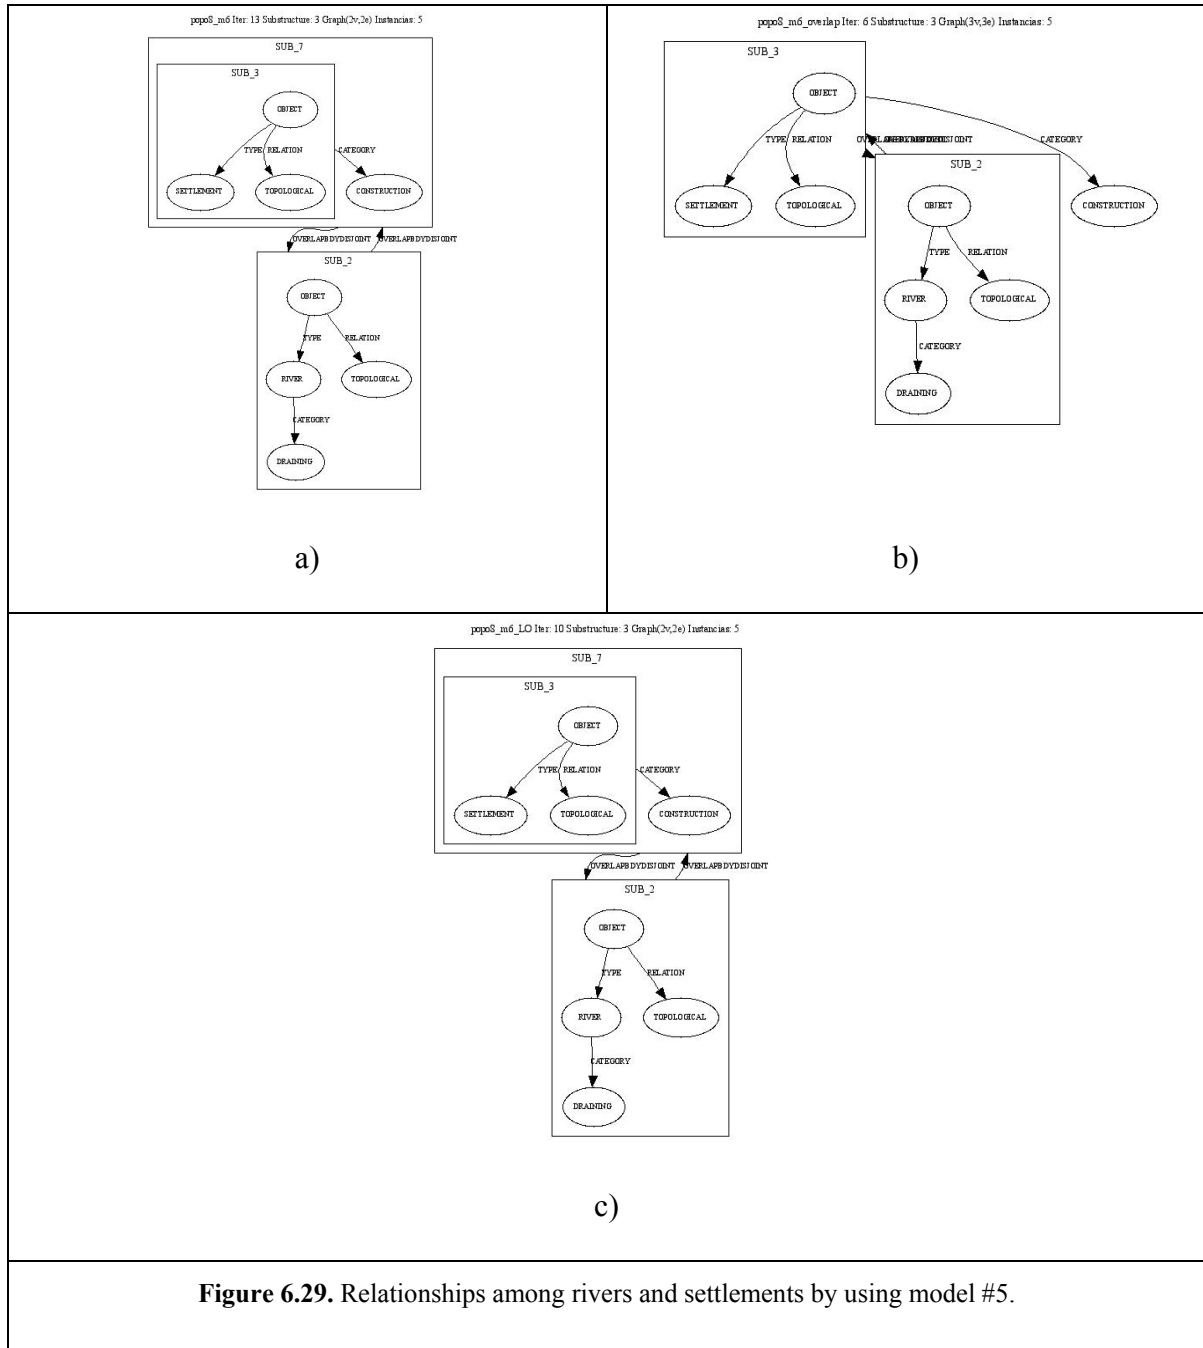 popo8_m6 Iter: 13 Substructure: 3 Graph(2v,2e) Instancias: 5
SUB_7
SUB_3
OBJECT
TYPE RELATION CATEGORY
SETTLEMENT TOPOLOGICAL CONSTRUCTION
OVERLAPBDYDISJOINT OVERLAPBDYDISJOINT
SUB_2
OBJECT
TYPE RELATION
RIVER TOPOLOGICAL
CATEGORY
DRAINING
a)
popo8_m6_overlap Iter: 6 Substructure: 3 Graph(3v,3e) Instancias: 5
SUB_3
OBJECT
TYPE RELATION CATEGORY
SUB_2
SETTLEMENT TOPOLOGICAL OBJECT CONSTRUCTION
TYPE RELATION
RIVER TOPOLOGICAL
CATEGORY
DRAINING
b)
popo8_m6_LO Iter: 10 Substructure: 3 Graph(2v,2e) Instancias: 5
SUB_7
SUB_3
OBJECT
TYPE RELATION CATEGORY
SETTLEMENT TOPOLOGICAL CONSTRUCTION
OVERLAPBDYDISJOINT OVERLAPBDYDISJOINT
SUB_2
OBJECT
TYPE RELATION
RIVER TOPOLOGICAL
CATEGORY
DRAINING
c)
Figure 6.29. Relationships among rivers and settlements by using model #5.